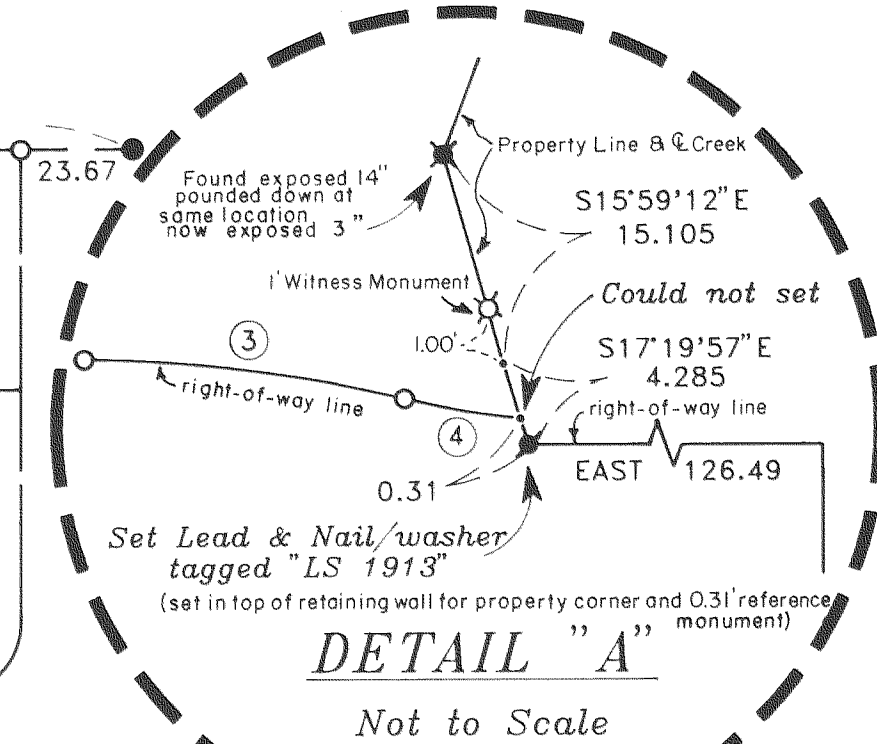 23.67
Found exposed 14"
pounded down at
same location
now exposed 3"
Property Line & ℄ Creek
S15°59'12"E
15.105
1' Witness Monument
Could not set
1.00'
S17°19'57"E
4.285
3
right-of-way line
right-of-way line
4
EAST 126.49
0.31
Set Lead & Nail/washer
tagged "LS 1913"
(set in top of retaining wall for property corner and 0.31' reference
monument)
DETAIL "A"
Not to Scale